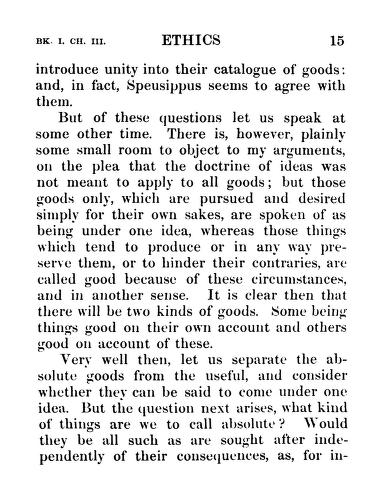 BK. I. CH. III. ETHICS 15
introduce unity into their catalogue of goods:
and, in fact, Speusippus seems to agree with
them.
But of these questions let us speak at
some other time. There is, however, plainly
some small room to object to my arguments,
on the plea that the doctrine of ideas was
not meant to apply to all goods; but those
goods only, which are pursued and desired
simply for their own sakes, are spoken of as
being under one idea, whereas those things
which tend to produce or in any way pre-
serve them, or to hinder their contraries, are
called good because of these circumstances,
and in another sense. It is clear then that
there will be two kinds of goods. Some being
things good on their own account and others
good on account of these.
Very well then, let us separate the ab-
solute goods from the useful, and consider
whether they can be said to come under one
idea. But the question next arises, what kind
of things are we to call absolute? Would
they be all such as are sought after inde-
pendently of their consequences, as, for in-